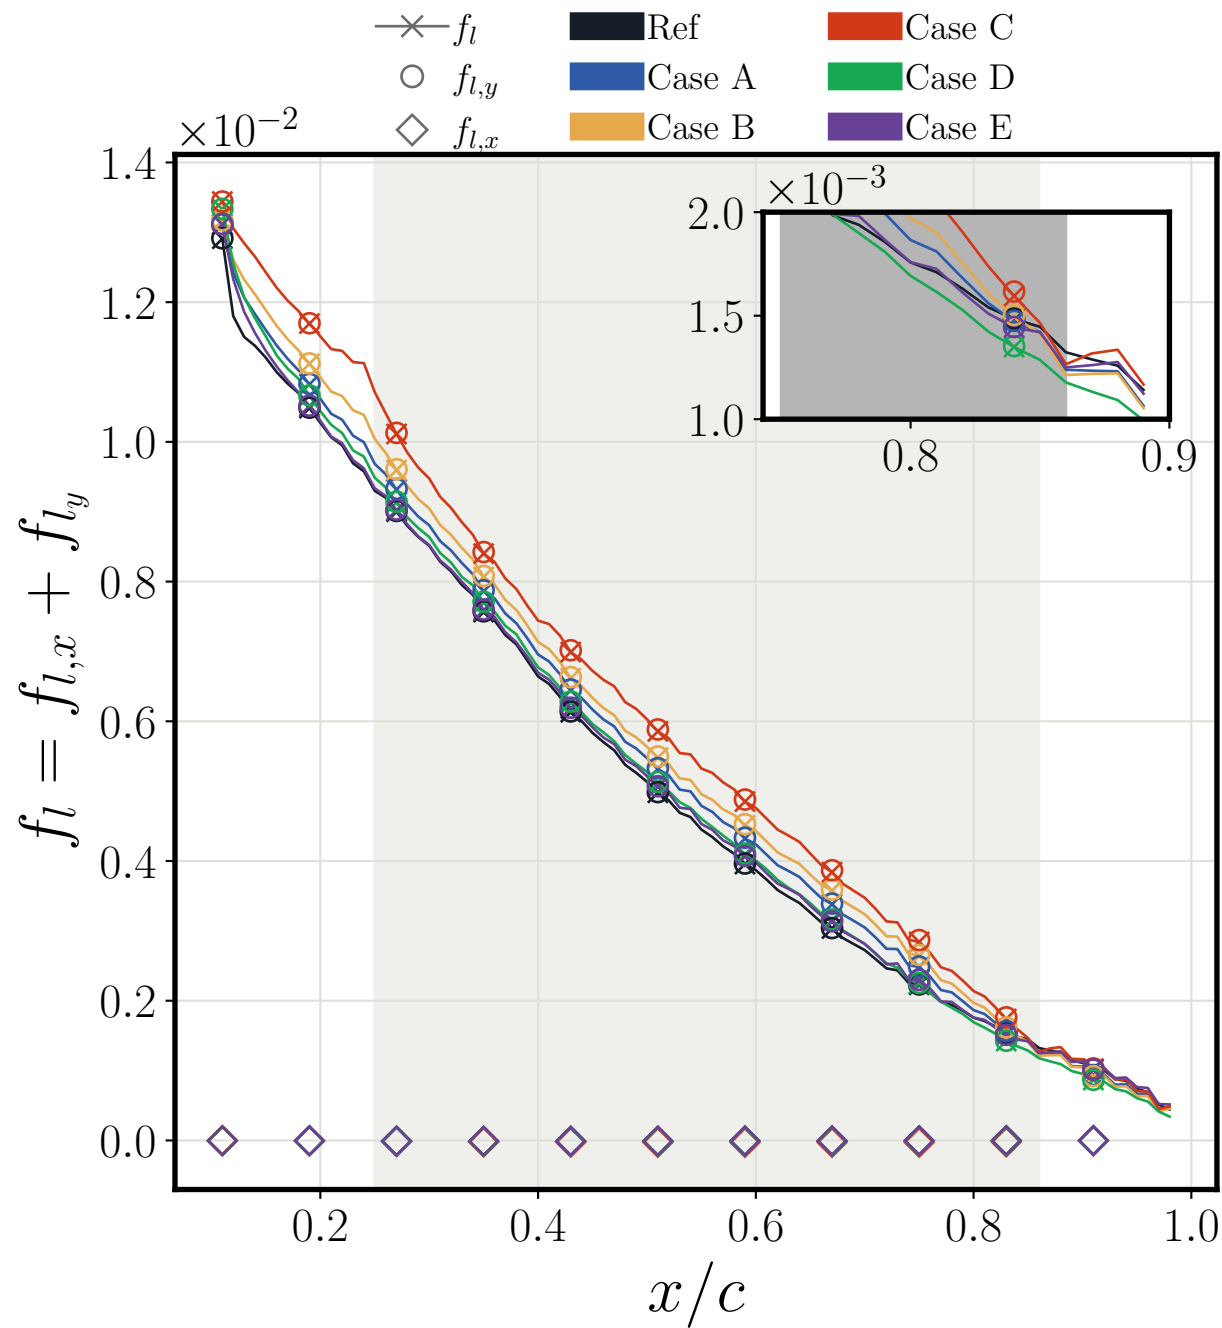 f_l Ref Case C
f_{l,y} Case A Case D
f_{l,x} Case B Case E
×10⁻²
1.4
1.2
1.0
0.8
0.6
0.4
0.2
0.0
f_l = f_{l,x} + f_{l_y}
×10⁻³
2.0
1.5
1.0
0.8 0.9
0.2 0.4 0.6 0.8 1.0
x/c